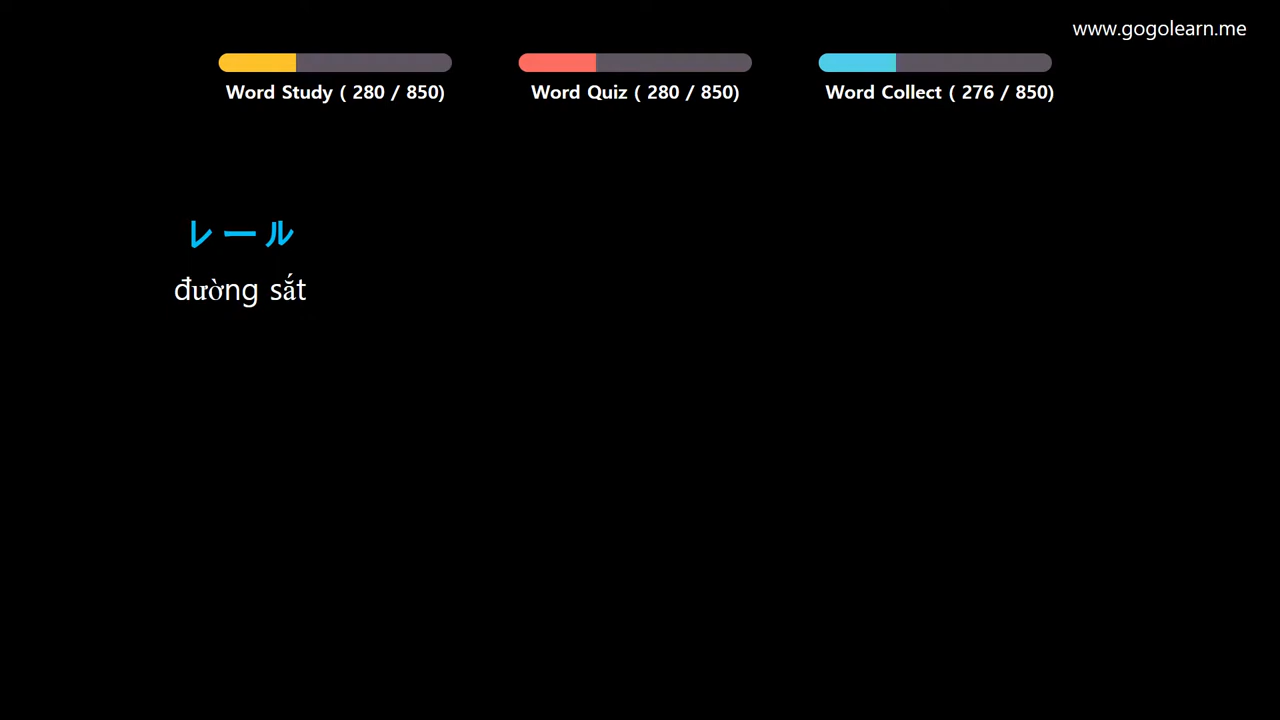 www.gogolearn.me
Word Study ( 280 / 850)
Word Quiz ( 280 / 850)
Word Collect ( 276 / 850)
レール
đường sắt